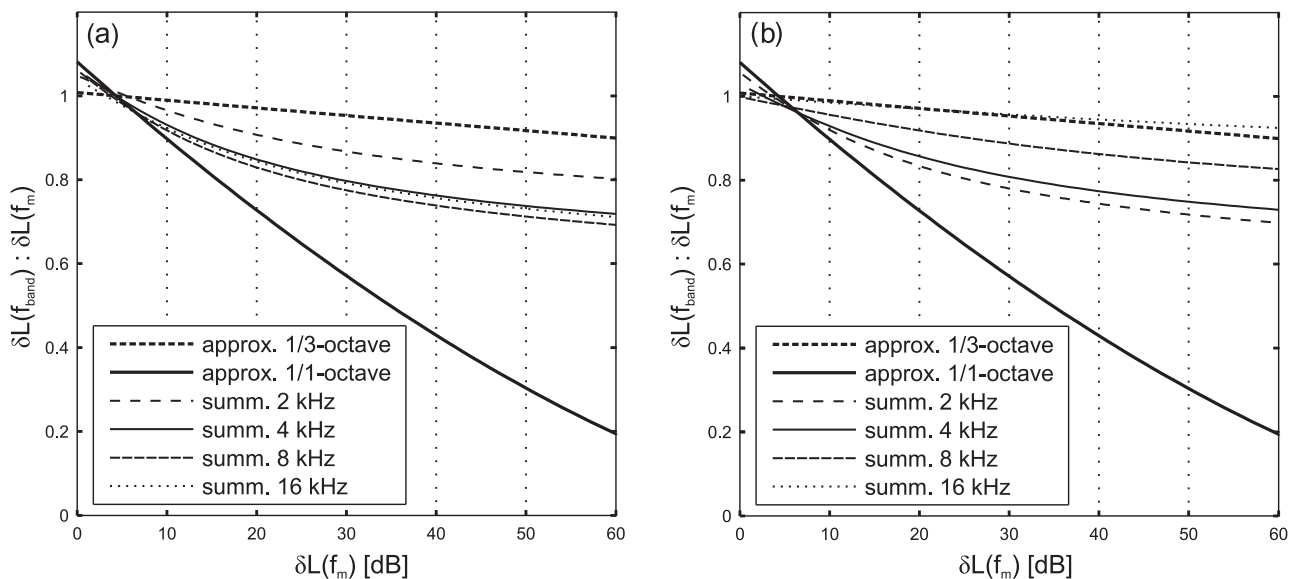 (a)
δL(f_band) : δL(f_m)
1
0.8
0.6
0.4
0.2
0
approx. 1/3-octave
approx. 1/1-octave
summ. 2 kHz
summ. 4 kHz
summ. 8 kHz
summ. 16 kHz
0 10 20 30 40 50 60
δL(f_m) [dB]
(b)
δL(f_band) : δL(f_m)
1
0.8
0.6
0.4
0.2
0
approx. 1/3-octave
approx. 1/1-octave
summ. 2 kHz
summ. 4 kHz
summ. 8 kHz
summ. 16 kHz
0 10 20 30 40 50 60
δL(f_m) [dB]